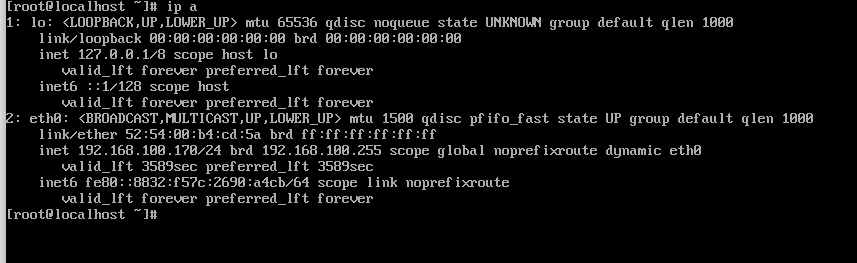 [root@localhost ~]# ip a
1: lo: <LOOPBACK,UP,LOWER_UP> mtu 65536 qdisc noqueue state UNKNOWN group default qlen 1000
    link/loopback 00:00:00:00:00:00 brd 00:00:00:00:00:00
    inet 127.0.0.1/8 scope host lo
       valid_lft forever preferred_lft forever
    inet6 ::1/128 scope host
       valid_lft forever preferred_lft forever
2: eth0: <BROADCAST,MULTICAST,UP,LOWER_UP> mtu 1500 qdisc pfifo_fast state UP group default qlen 1000
    link/ether 52:54:00:b4:cd:5a brd ff:ff:ff:ff:ff:ff
    inet 192.168.100.170/24 brd 192.168.100.255 scope global noprefixroute dynamic eth0
       valid_lft 3589sec preferred_lft 3589sec
    inet6 fe80::8832:f57c:2690:a4cb/64 scope link noprefixroute
       valid_lft forever preferred_lft forever
[root@localhost ~]#